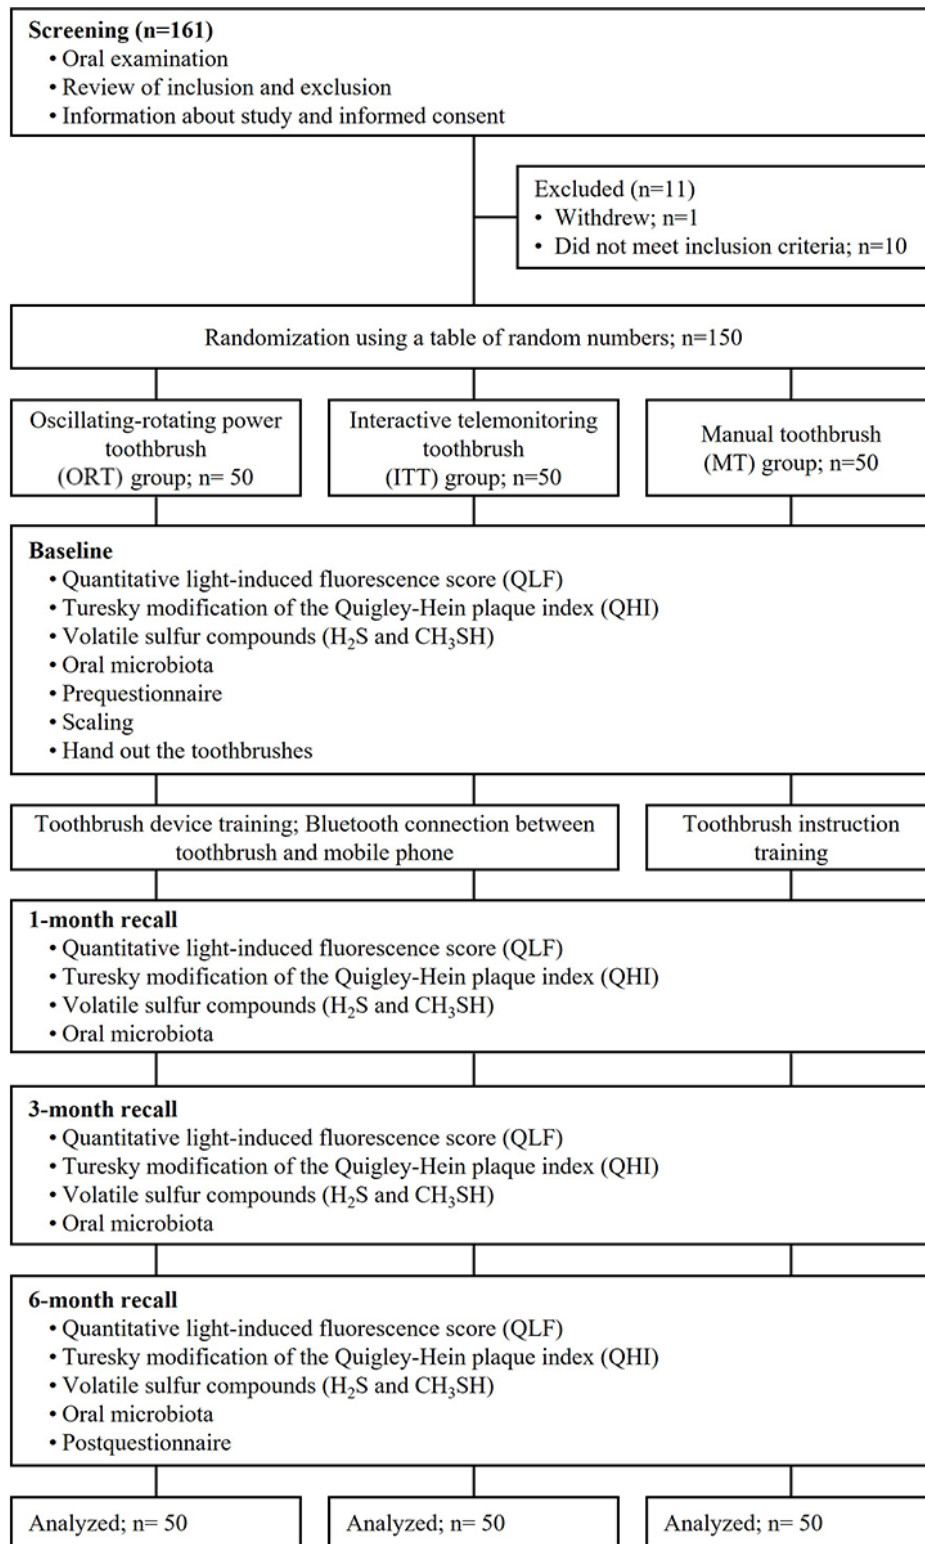 Screening (n=161)
• Oral examination
• Review of inclusion and exclusion
• Information about study and informed consent
Excluded (n=11)
• Withdrew; n=1
• Did not meet inclusion criteria; n=10
Randomization using a table of random numbers; n=150
Oscillating-rotating power
toothbrush
(ORT) group; n= 50
Interactive telemonitoring
toothbrush
(ITT) group; n=50
Manual toothbrush
(MT) group; n=50
Baseline
• Quantitative light-induced fluorescence score (QLF)
• Turesky modification of the Quigley-Hein plaque index (QHI)
• Volatile sulfur compounds (H₂S and CH₃SH)
• Oral microbiota
• Prequestionnaire
• Scaling
• Hand out the toothbrushes
Toothbrush device training; Bluetooth connection between
toothbrush and mobile phone
Toothbrush instruction
training
1-month recall
• Quantitative light-induced fluorescence score (QLF)
• Turesky modification of the Quigley-Hein plaque index (QHI)
• Volatile sulfur compounds (H₂S and CH₃SH)
• Oral microbiota
3-month recall
• Quantitative light-induced fluorescence score (QLF)
• Turesky modification of the Quigley-Hein plaque index (QHI)
• Volatile sulfur compounds (H₂S and CH₃SH)
• Oral microbiota
6-month recall
• Quantitative light-induced fluorescence score (QLF)
• Turesky modification of the Quigley-Hein plaque index (QHI)
• Volatile sulfur compounds (H₂S and CH₃SH)
• Oral microbiota
• Postquestionnaire
Analyzed; n= 50
Analyzed; n= 50
Analyzed; n= 50